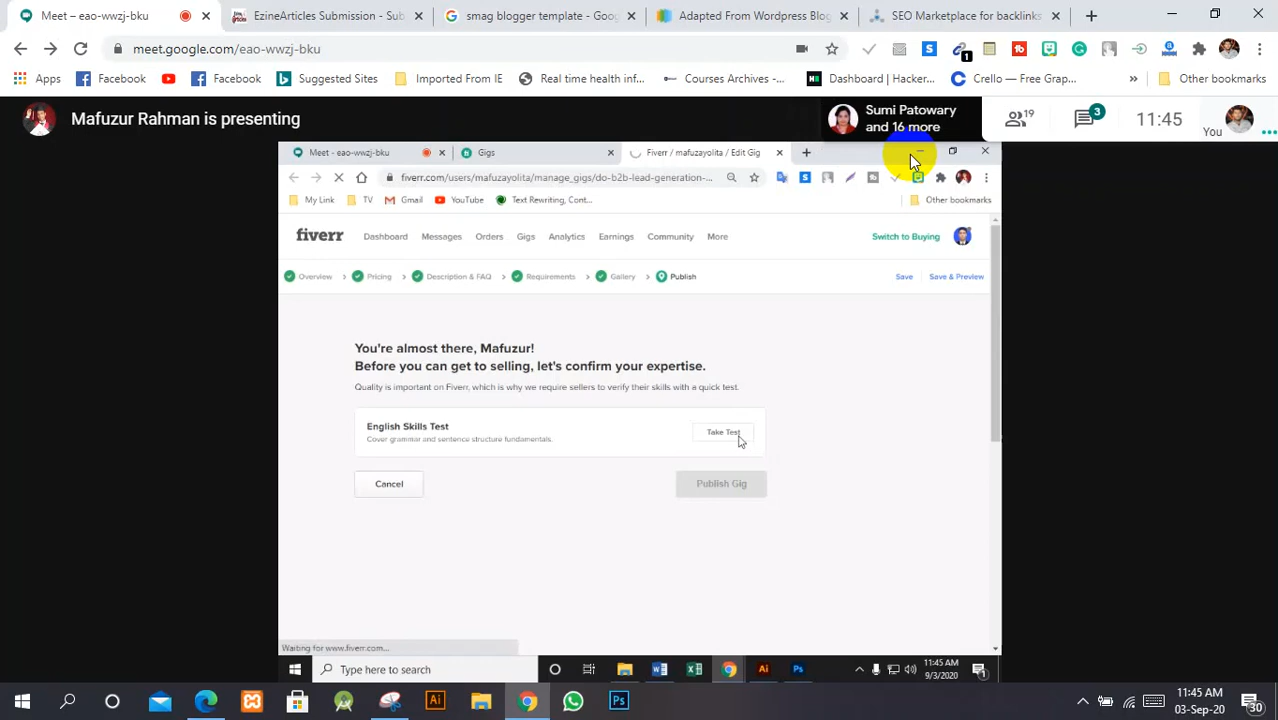 Meet – eao-wwzj-bku
EzineArticles Submission - Sub
smag blogger template - Goo
Adapted From Wordpress Blog
SEO Marketplace for backlinks
meet.google.com/eao-wwzj-bku
1
Apps
Facebook
Facebook
Suggested Sites
Imported From IE
Real time health inf...
Courses Archives -...
Dashboard | Hacker...
Crello — Free Grap...
»
Other bookmarks
Mafuzur Rahman is presenting
Sumi Patowary
and 16 more
19
3
11:45
You
Meet - eao-wwzj-bku
Gigs
Fiverr / mafuzayolita / Edit Gig
fiverr.com/users/mafuzayolita/manage_gigs/do-b2b-lead-generation-...
My Link
TV
Gmail
YouTube
Text Rewriting, Cont...
Other bookmarks
fiverr
Dashboard
Messages
Orders
Gigs
Analytics
Earnings
Community
More
Switch to Buying
Overview
Pricing
Description & FAQ
Requirements
Gallery
Publish
Save
Save & Preview
You're almost there, Mafuzur!
Before you can get to selling, let's confirm your expertise.
Quality is important on Fiverr, which is why we require sellers to verify their skills with a quick test.
English Skills Test
Cover grammar and sentence structure fundamentals.
Take Test
Cancel
Publish Gig
Waiting for www.fiverr.com...
Type here to search
11:45 AM
9/3/2020
1
11:45 AM
03-Sep-20
30